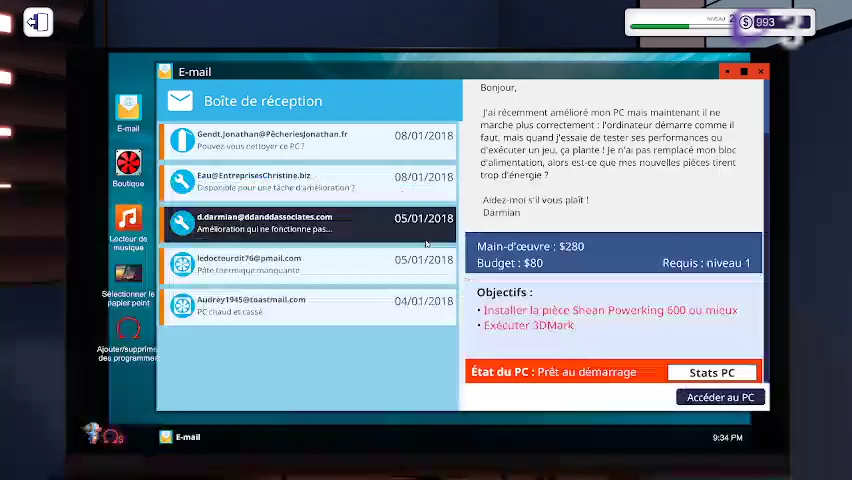 NIVEAU 2
$ 993
E-mail
Boîte de réception
Gendt.Jonathan@PêcheriesJonathan.fr 08/01/2018
Pouvez-vous nettoyer ce PC ?
Eau@EntreprisesChristine.biz 08/01/2018
Disponible pour une tâche d'amélioration ?
d.darmian@ddanddassociates.com 05/01/2018
Amélioration qui ne fonctionne pas...
ledocteurdit76@pmail.com 05/01/2018
Pâte thermique manquante
Audrey1945@toastmail.com 04/01/2018
PC chaud et cassé
Bonjour,
J'ai récemment amélioré mon PC mais maintenant il ne
marche plus correctement : l'ordinateur démarre comme il
faut, mais quand j'essaie de tester ses performances ou
d'exécuter un jeu, ça plante ! Je n'ai pas remplacé mon bloc
d'alimentation, alors est-ce que mes nouvelles pièces tirent
trop d'énergie ?
Aidez-moi s'il vous plaît !
Darmian
Main-d'œuvre : $280
Budget : $80 Requis : niveau 1
Objectifs :
• Installer la pièce Shean Powerking 600 ou mieux
• Exécuter 3DMark
État du PC : Prêt au démarrage Stats PC
Accéder au PC
E-mail
Boutique
Lecteur de
musique
Sélectionner le
papier peint
Ajouter/supprime
des programme
E-mail
9:34 PM